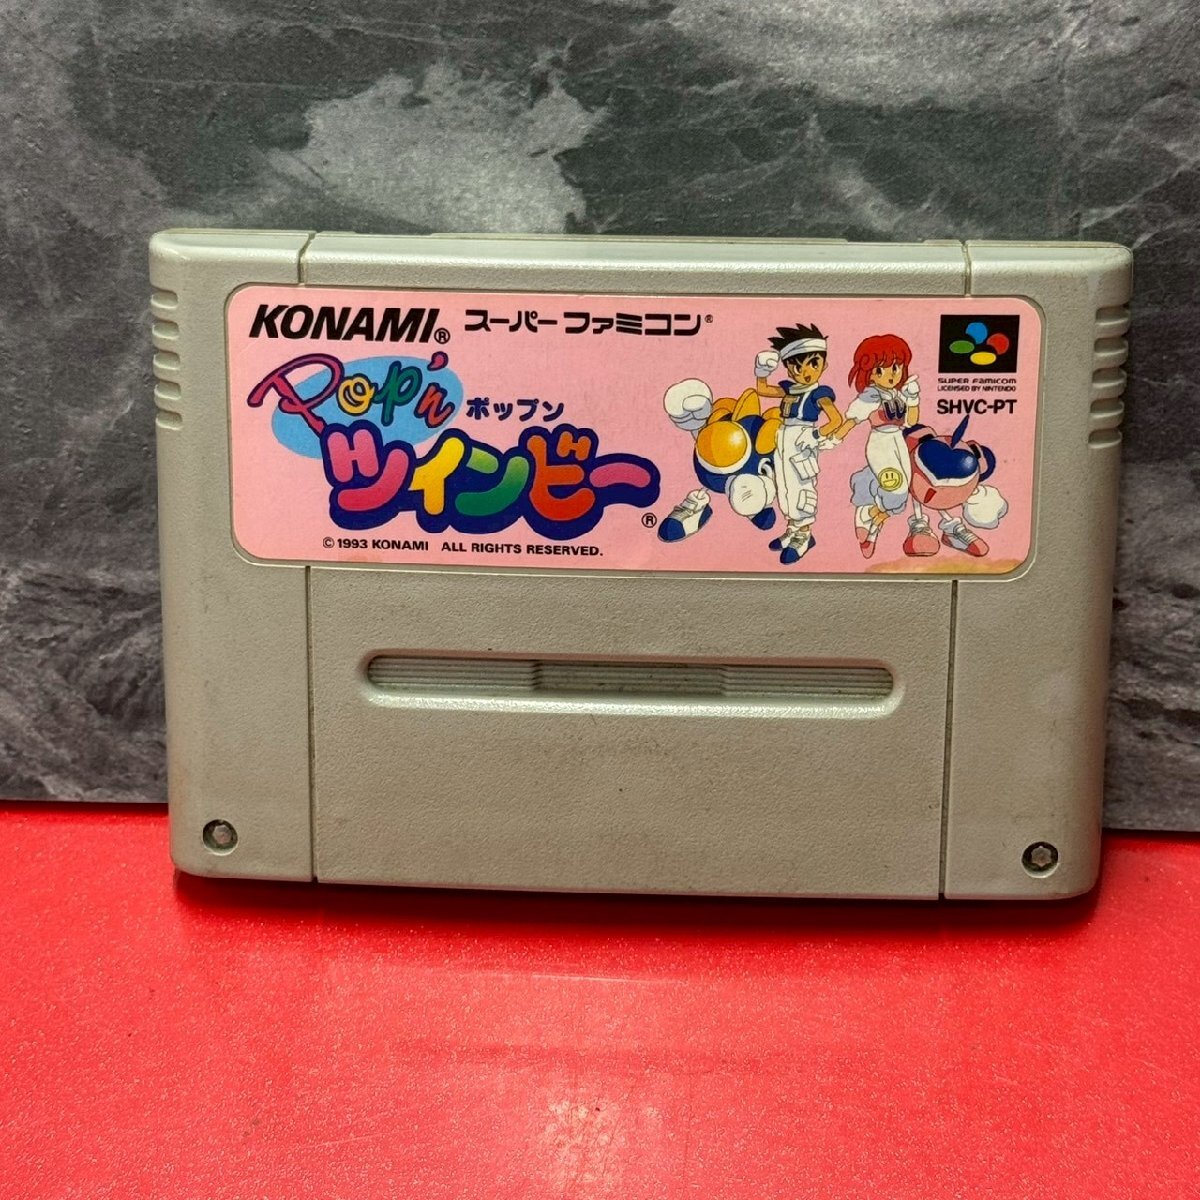 KONAMI® スーパーファミコン®
Pop'n ポップン
ツインビー®
© 1993 KONAMI ALL RIGHTS RESERVED.
SUPER FAMICOM
LICENSED BY NINTENDO
SHVC-PT
T
W